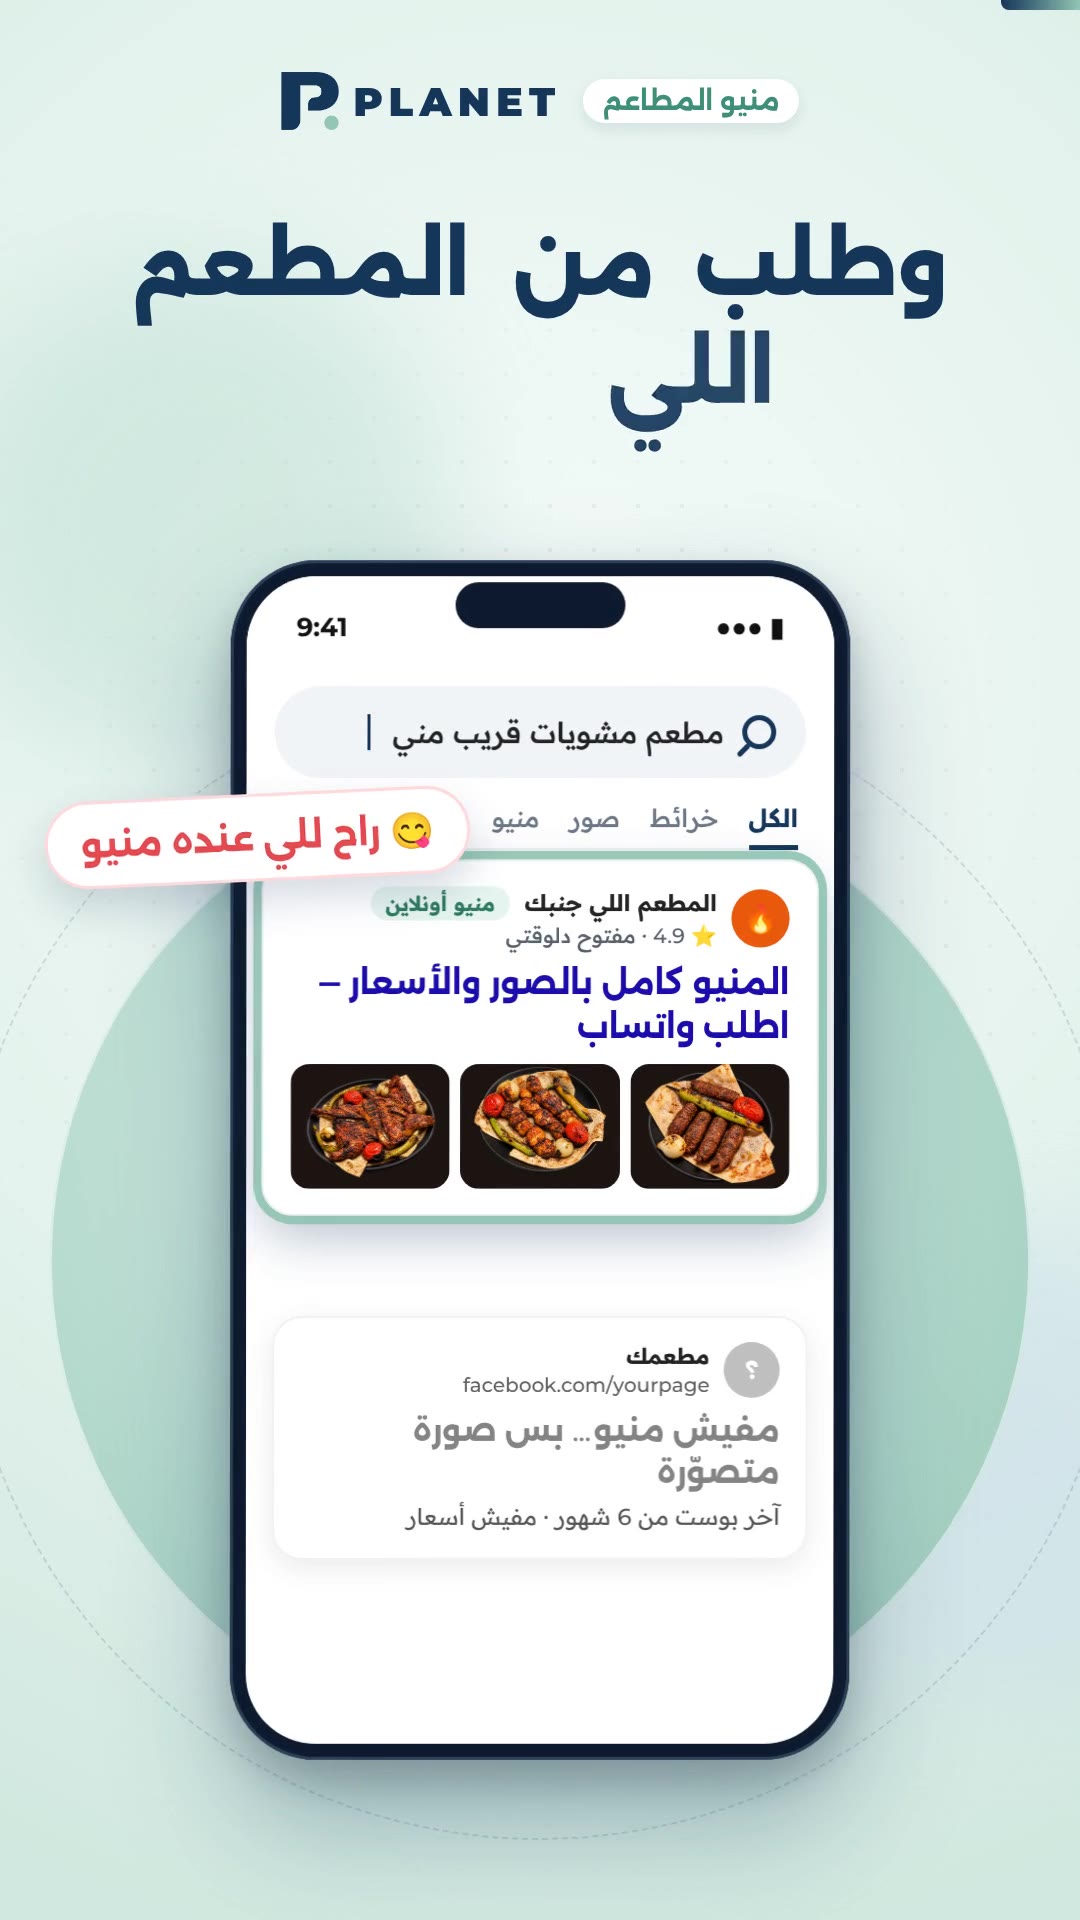 PLANET
منيو المطاعم
وطلب من المطعم
اللي
9:41
مطعم مشويات قريب مني
الكل خرائط صور منيو
راح للي عنده منيو 😋
المطعم اللي جنبك منيو أونلاين
⭐ 4.9 · مفتوح دلوقتي
المنيو كامل بالصور والأسعار –
اطلب واتساب
؟
مطعمك
facebook.com/yourpage
مفيش منيو... بس صورة
متصوّرة
آخر بوست من 6 شهور · مفيش أسعار